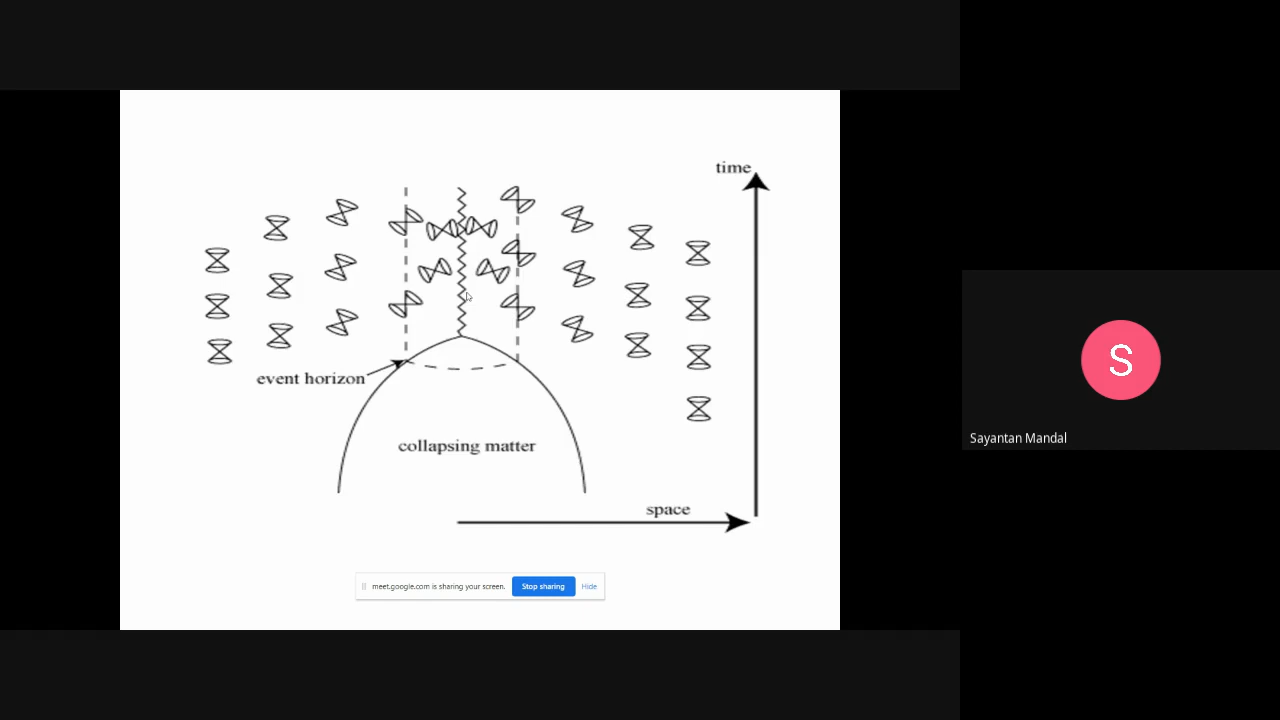 time
event horizon
collapsing matter
space
meet.google.com is sharing your screen. Stop sharing Hide
S
Sayantan Mandal